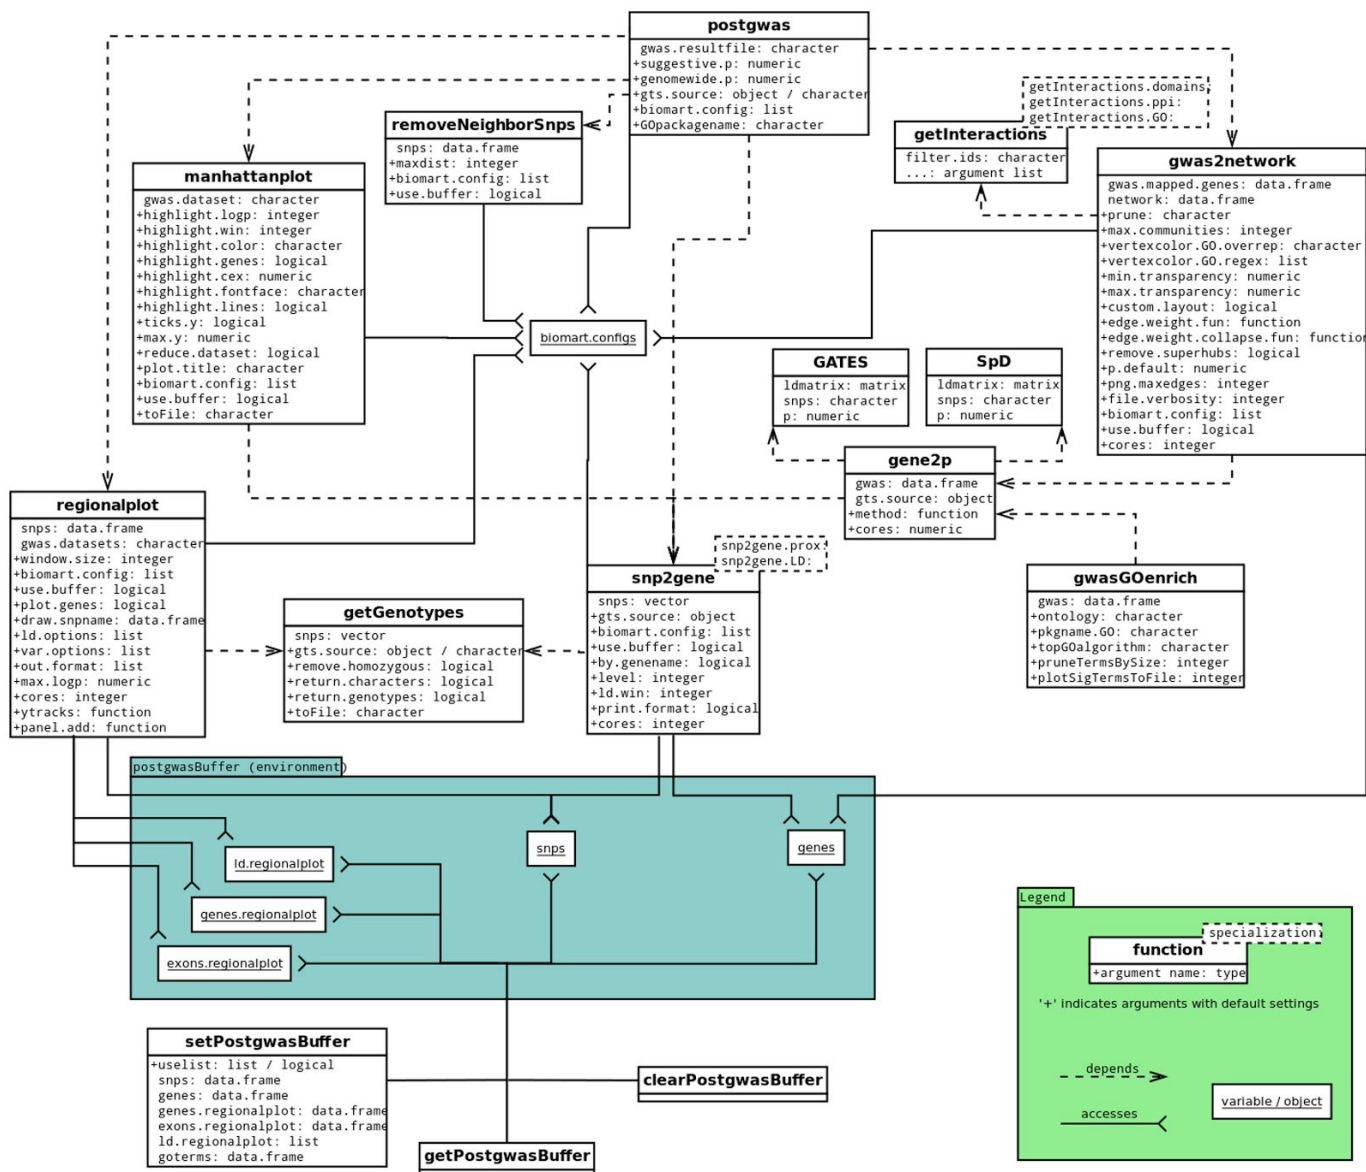 postgwas
gwas.resultfile: character
+suggestive.p: numeric
+genomewide.p: numeric
+gts.source: object / character
+biomart.config: list
+GOpackagename: character
removeNeighborSnps
snps: data.frame
+maxdist: integer
+biomart.config: list
+use.buffer: logical
getInteractions.domains:
getInteractions.ppi:
getInteractions.GO:
getInteractions
filter.ids: character
...: argument list
manhattanplot
gwas.dataset: character
+highlight.logp: integer
+highlight.win: integer
+highlight.color: character
+highlight.genes: logical
+highlight.cex: numeric
+highlight.fontface: character
+highlight.lines: logical
+ticks.y: logical
+max.y: numeric
+reduce.dataset: logical
+plot.title: character
+biomart.config: list
+use.buffer: logical
+toFile: character
gwas2network
gwas.mapped.genes: data.frame
network: data.frame
+prune: character
+max.communities: integer
+vertexcolor.GO.overrep: character
+vertexcolor.GO.regex: list
+min.transparency: numeric
+max.transparency: numeric
+custom.layout: logical
+edge.weight.fun: function
+edge.weight.collapse.fun: function
+remove.superhubs: logical
+p.default: numeric
+png.maxedges: integer
+file.verbosity: integer
+biomart.config: list
+use.buffer: logical
+cores: integer
biomart.configs
GATES
ldmatrix: matrix
snps: character
p: numeric
SpD
ldmatrix: matrix
snps: character
p: numeric
gene2p
gwas: data.frame
gts.source: object
+method: function
+cores: numeric
regionalplot
snps: data.frame
gwas.datasets: character
+window.size: integer
+biomart.config: list
+use.buffer: logical
+plot.genes: logical
+draw.snpname: data.frame
+ld.options: list
+var.options: list
+out.format: list
+max.logp: numeric
+cores: integer
+ytracks: function
+panel.add: function
getGenotypes
snps: vector
+gts.source: object / character
+remove.homozygous: logical
+return.characters: logical
+return.genotypes: logical
+toFile: character
snp2gene.prox:
snp2gene.LD:
snp2gene
snps: vector
+gts.source: object
+biomart.config: list
+use.buffer: logical
+by.genename: logical
+level: integer
+ld.win: integer
+print.format: logical
+cores: integer
gwasGOenrich
gwas: data.frame
+ontology: character
+pkgname.GO: character
+topGOalgorithm: character
+pruneTermsBySize: integer
+plotSigTermsToFile: integer
postgwasBuffer (environment)
ld.regionalplot
genes.regionalplot
exons.regionalplot
snps
genes
setPostgwasBuffer
+uselist: list / logical
snps: data.frame
genes: data.frame
genes.regionalplot: data.frame
exons.regionalplot: data.frame
ld.regionalplot: list
goterms: data.frame
clearPostgwasBuffer
getPostgwasBuffer
Legend
specialization:
function
+argument name: type
'+' indicates arguments with default settings
depends
accesses
variable / object